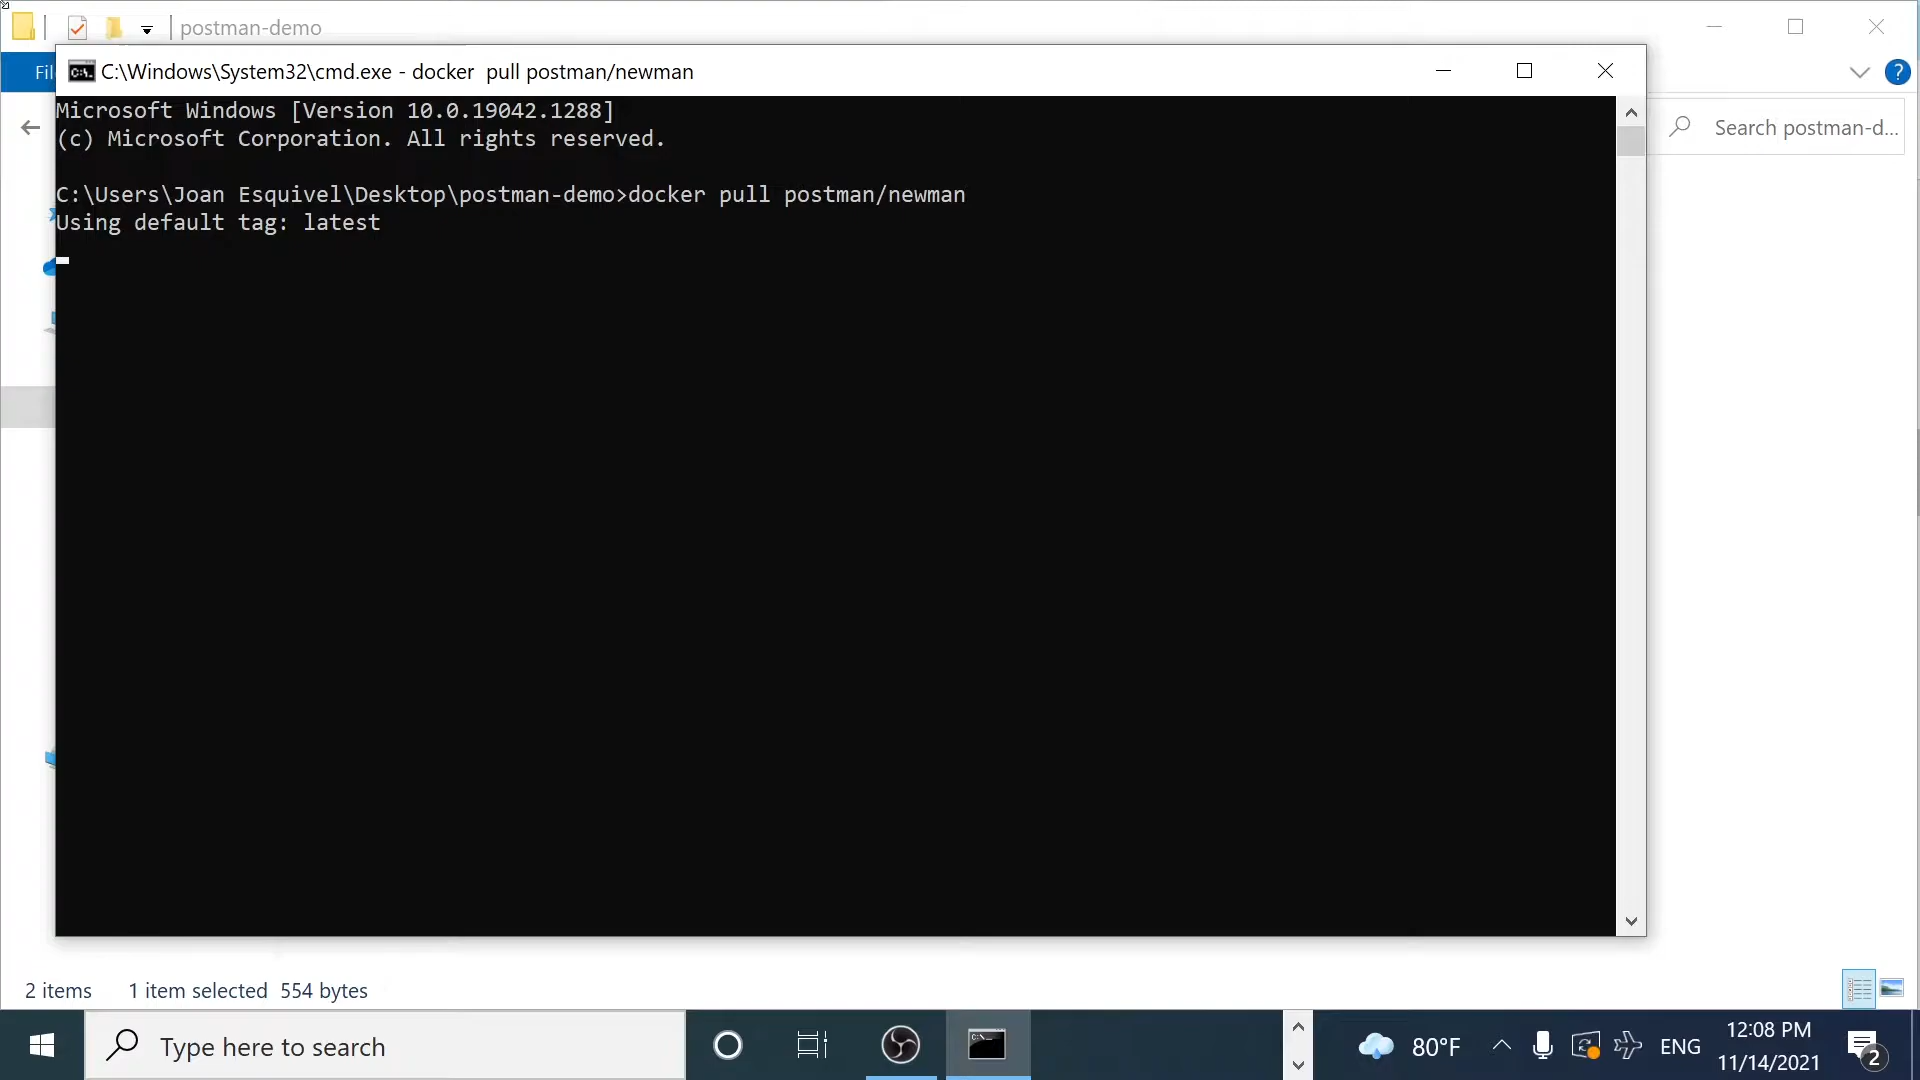 postman-demo
Fil
C:\Windows\System32\cmd.exe - docker  pull postman/newman
?
Search postman-d...
Microsoft Windows [Version 10.0.19042.1288]
(c) Microsoft Corporation. All rights reserved.
C:\Users\Joan Esquivel\Desktop\postman-demo>docker pull postman/newman
Using default tag: latest
2 items
1 item selected
554 bytes
Type here to search
80°F
ENG
12:08 PM
11/14/2021
2